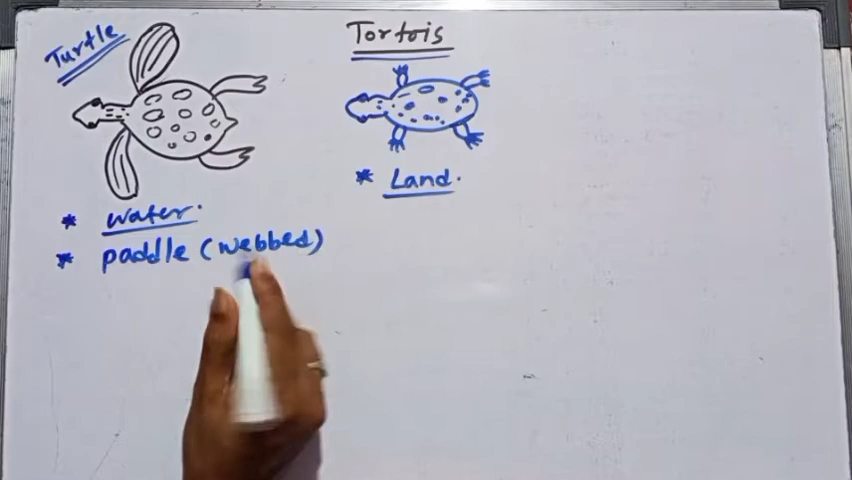 Turtle
* water.
* paddle (webbed)
Tortois
* Land.